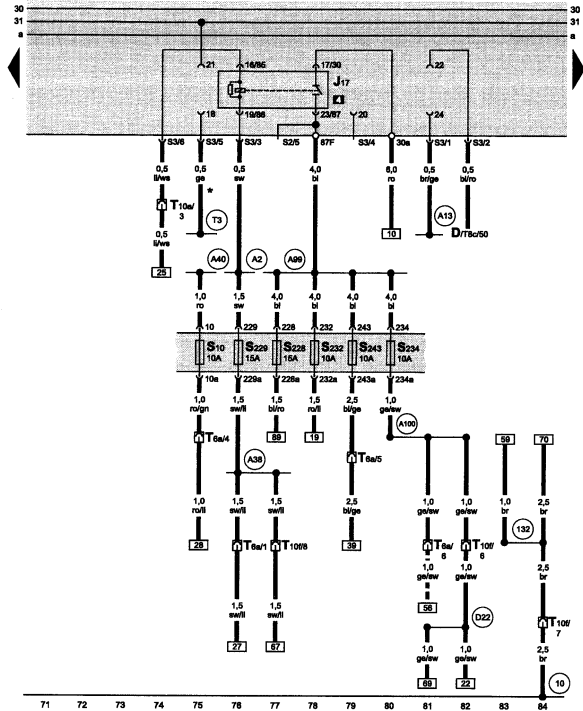 30 30
31 31
a a
21 16/85 17/30 22
J17
4
18 19/86 23/87 20 24
S3/6 S3/5 S3/3 S2/5 87F S3/4 30a S3/1 S3/2
0,5 0,5 0,5 4,0 6,0 0,5 0,5
li/ws ge sw bl ro br/ge bl/ro
*
T10a/3
T3 A13
0,5
li/ws
10 D/T8c/50
25
A40 A2 A99
1,0 1,5 4,0 4,0 4,0 4,0
ro sw bl bl bl bl
10 229 228 232 243 234
S10 S229 S228 S232 S243 S234
10A 15A 15A 10A 10A 10A
10a 229a 228a 232a 243a 234a
1,0 1,5 1,5 1,5 2,5 1,0
ro/gn sw/li bl/ro ro/li bl/ge ge/sw
A100
T6a/4 89 19 59 70
A38 T6a/5
1,0 1,5 1,5 2,5 1,0 1,0 1,0 2,5
ro/li sw/li sw/li bl/ge ge/sw ge/sw br br
132
28 T6a/1 T10f/8 39 T6a/6 T10f/6
1,0 1,0 2,5
ge/sw ge/sw br
1,5 1,5
sw/li sw/li
56
D22 T10f/7
27 67
1,0 1,0 2,5
ge/sw ge/sw br
69 22 10
71 72 73 74 75 76 77 78 79 80 81 82 83 84